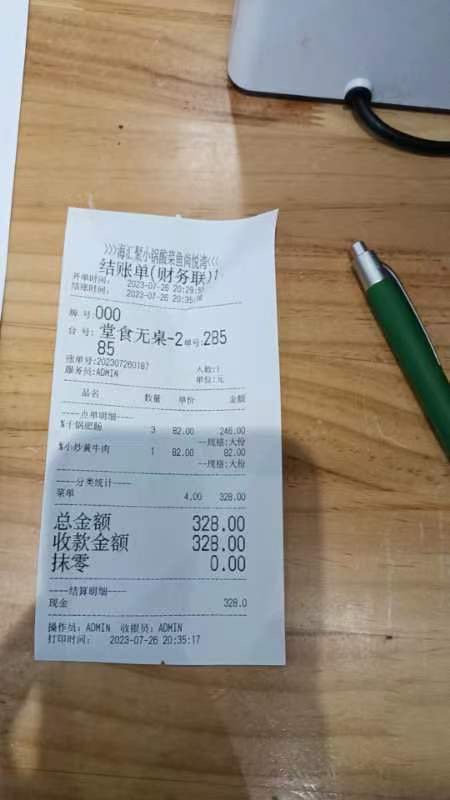 >>>海汇聚小锅酸菜鱼尚悦湾<<<
结账单(财务联)1
开单时间: 2023-07-26 20:29:5
结账时间: 2023-07-26 20:35:
牌 号:000
台 号: 堂食无桌-2 单号:285
85
账单号:202307260187 人数:1
服务员:ADMIN 单位:元
品名 数量 单价 金额
----点单明细----
%干锅肥肠 3 82.00 246.00
--规格:大份
%小炒黄牛肉 1 82.00 82.00
--规格:大份
----分类统计----
菜单 4.00 328.00
总金额 328.00
收款金额 328.00
抹零 0.00
----结算明细----
现金 328.0
操作员: ADMIN 收银员: ADMIN
打印时间: 2023-07-26 20:35:17